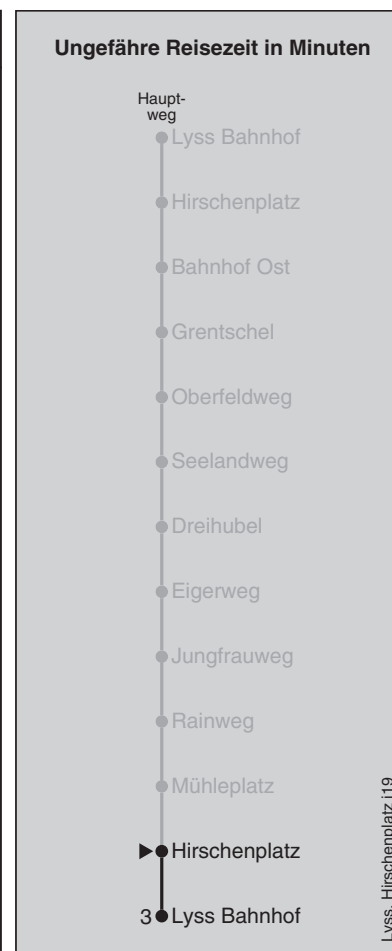 Ungefähre Reisezeit in Minuten
Haupt-
weg
Lyss Bahnhof
Hirschenplatz
Bahnhof Ost
Grentschel
Oberfeldweg
Seelandweg
Dreihubel
Eigerweg
Jungfrauweg
Rainweg
Mühleplatz
Hirschenplatz
3 Lyss Bahnhof
Lyss, Hirschenplatz j19